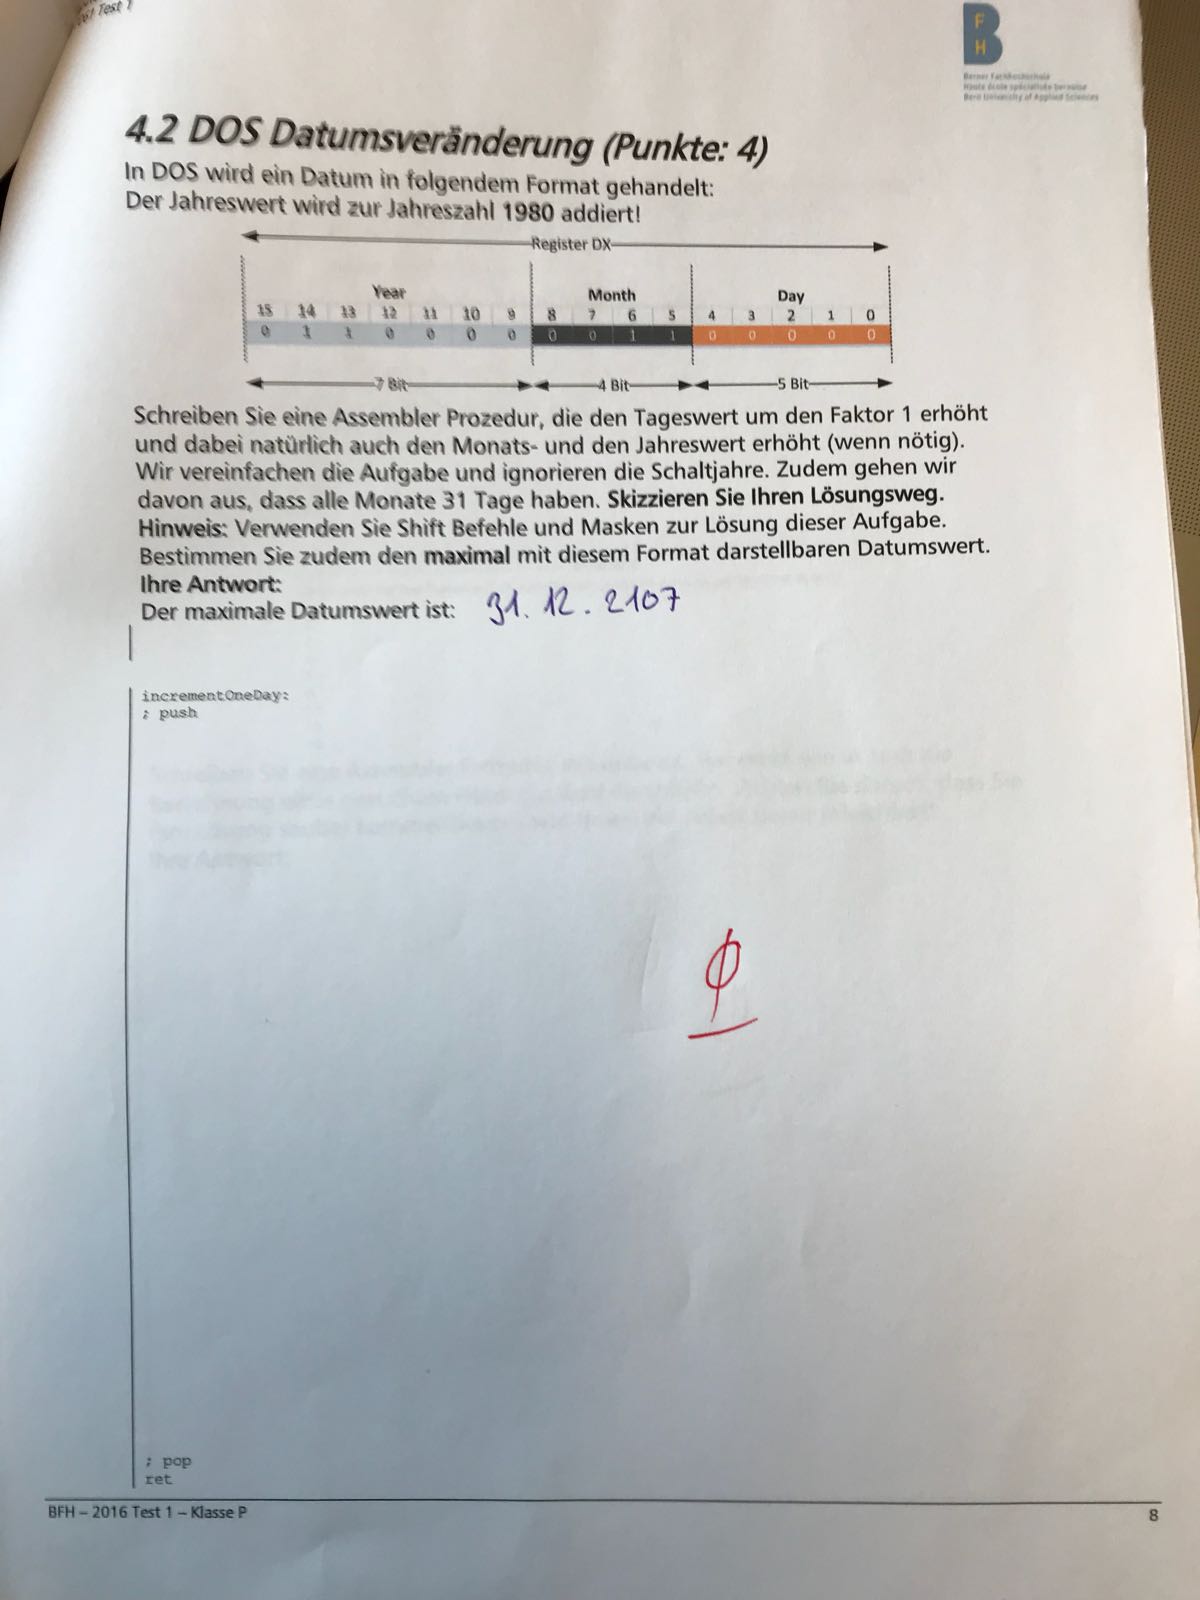 Test 1
B
F
H
Berner Fachhochschule
Haute école spécialisée bernoise
Bern University of Applied Sciences
4.2 DOS Datumsveränderung (Punkte: 4)
In DOS wird ein Datum in folgendem Format gehandelt:
Der Jahreswert wird zur Jahreszahl 1980 addiert!
Register DX
Year Month Day
15 14 13 12 11 10 9 8 7 6 5 4 3 2 1 0
0 1 1 0 0 0 0 0 0 1 1 0 0 0 0 0
7 Bit 4 Bit 5 Bit
Schreiben Sie eine Assembler Prozedur, die den Tageswert um den Faktor 1 erhöht
und dabei natürlich auch den Monats- und den Jahreswert erhöht (wenn nötig).
Wir vereinfachen die Aufgabe und ignorieren die Schaltjahre. Zudem gehen wir
davon aus, dass alle Monate 31 Tage haben. Skizzieren Sie Ihren Lösungsweg.
Hinweis: Verwenden Sie Shift Befehle und Masken zur Lösung dieser Aufgabe.
Bestimmen Sie zudem den maximal mit diesem Format darstellbaren Datumswert.
Ihre Antwort:
Der maximale Datumswert ist: 31. 12. 2107
incrementOneDay:
; push
ϕ
; pop
ret
BFH – 2016 Test 1 – Klasse P 8